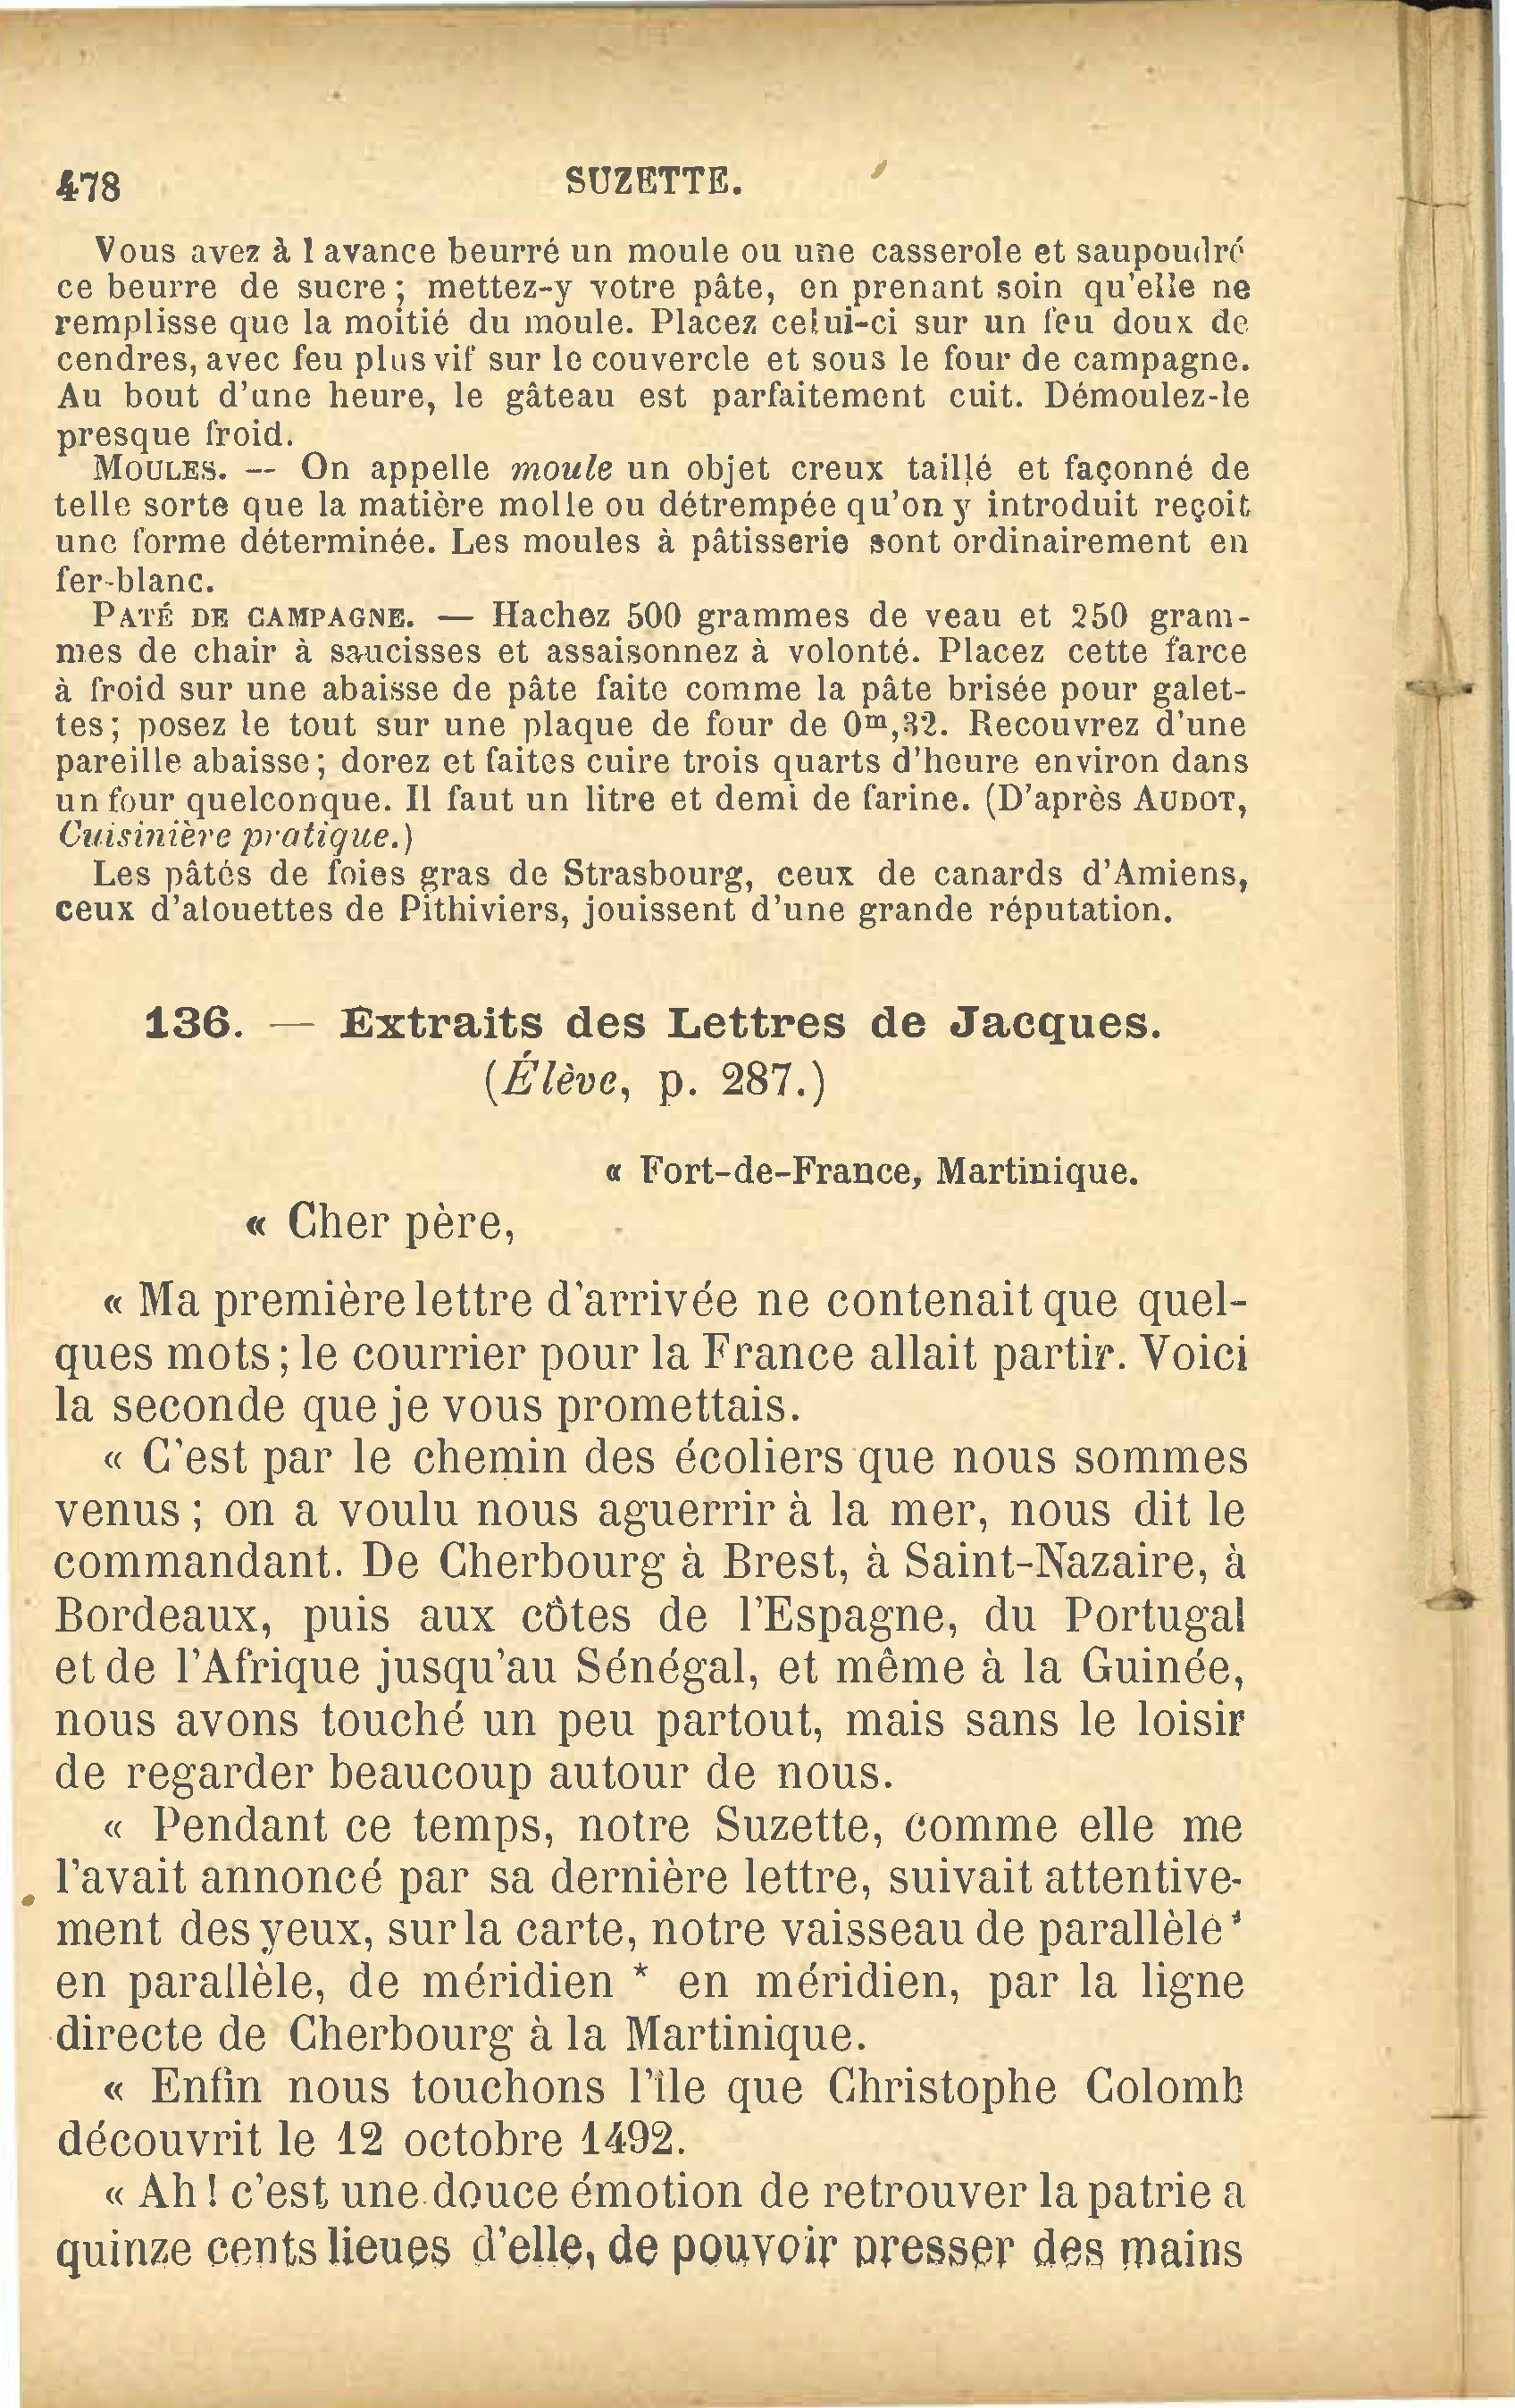 478
SUZETTE.
Vous avez à l avance beurré un moule ou une casserole et saupoudré
ce beurre de sucre ; mettez-y votre pâte, en prenant soin qu'elle ne
remplisse que la moitié du moule. Placez celui-ci sur un feu doux de
cendres, avec feu plus vif sur le couvercle et sous le four de campagne.
Au bout d'une heure, le gâteau est parfaitement cuit. Démoulez-le
presque froid.
MOULES. — On appelle moule un objet creux taillé et façonné de
telle sorte que la matière molle ou détrempée qu'on y introduit reçoit
une forme déterminée. Les moules à pâtisserie sont ordinairement en
fer-blanc.
PATÉ DE CAMPAGNE. — Hachez 500 grammes de veau et 250 gram-
mes de chair à saucisses et assaisonnez à volonté. Placez cette farce
à froid sur une abaisse de pâte faite comme la pâte brisée pour galet-
tes ; posez le tout sur une plaque de four de 0m,32. Recouvrez d'une
pareille abaisse ; dorez et faites cuire trois quarts d'heure environ dans
un four quelconque. Il faut un litre et demi de farine. (D'après AUDOT,
Cuisinière pratique.)
Les pâtés de foies gras de Strasbourg, ceux de canards d'Amiens,
ceux d'alouettes de Pithiviers, jouissent d'une grande réputation.
136. — Extraits des Lettres de Jacques.
(Élève, p. 287.)
« Fort-de-France, Martinique.
« Cher père,
« Ma première lettre d'arrivée ne contenait que quel-
ques mots ; le courrier pour la France allait partir. Voici
la seconde que je vous promettais.
« C'est par le chemin des écoliers que nous sommes
venus ; on a voulu nous aguerrir à la mer, nous dit le
commandant. De Cherbourg à Brest, à Saint-Nazaire, à
Bordeaux, puis aux côtes de l'Espagne, du Portugal
et de l'Afrique jusqu'au Sénégal, et même à la Guinée,
nous avons touché un peu partout, mais sans le loisir
de regarder beaucoup autour de nous.
« Pendant ce temps, notre Suzette, comme elle me
l'avait annoncé par sa dernière lettre, suivait attentive-
ment des yeux, sur la carte, notre vaisseau de parallèle *
en parallèle, de méridien * en méridien, par la ligne
directe de Cherbourg à la Martinique.
« Enfin nous touchons l'île que Christophe Colomb
découvrit le 12 octobre 1492.
« Ah ! c'est une douce émotion de retrouver la patrie a
quinze cents lieues d'elle, de pouvoir presser des mains